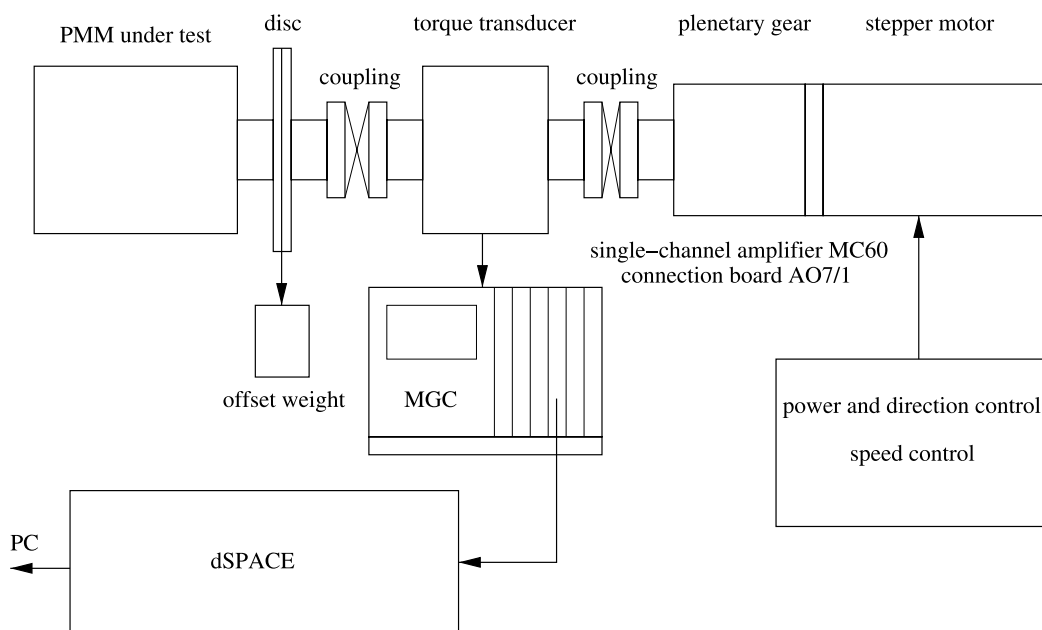 disc
torque transducer
plenetary gear
stepper motor
PMM under test
coupling
coupling
single−channel amplifier MC60
connection board AO7/1
offset weight
MGC
power and direction control
speed control
PC
dSPACE